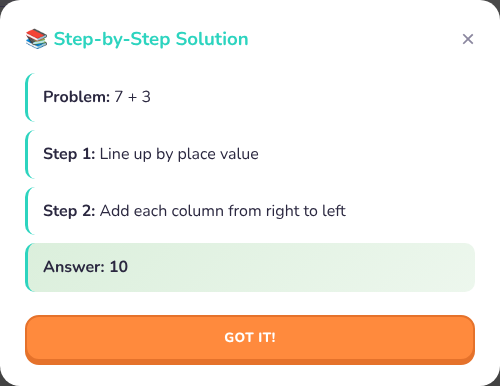 📚 Step-by-Step Solution ×
Problem: 7 + 3
Step 1: Line up by place value
Step 2: Add each column from right to left
Answer: 10
GOT IT!